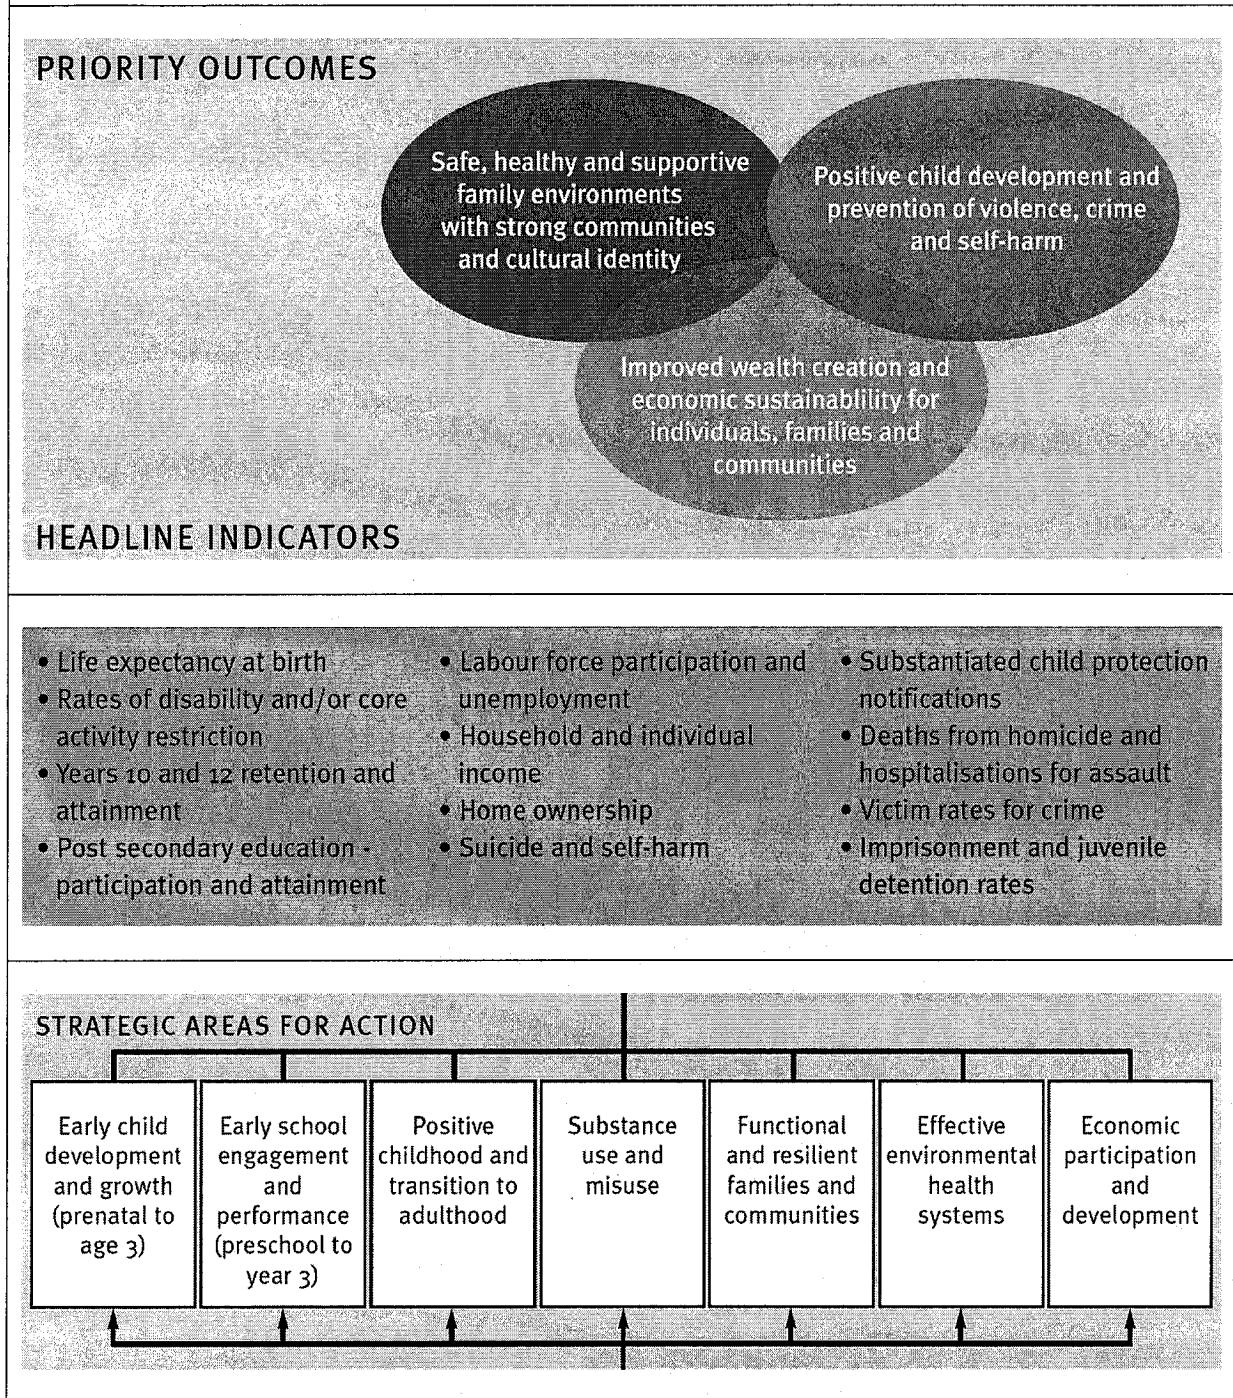 PRIORITY OUTCOMES
Safe, healthy and supportive
family environments
with strong communities
and cultural identity
Positive child development and
prevention of violence, crime
and self-harm
Improved wealth creation and
economic sustainablility for
individuals, families and
communities
HEADLINE INDICATORS
• Life expectancy at birth
• Rates of disability and/or core
activity restriction
• Years 10 and 12 retention and
attainment
• Post secondary education -
participation and attainment
• Labour force participation and
unemployment
• Household and individual
income
• Home ownership
• Suicide and self-harm
• Substantiated child protection
notifications
• Deaths from homicide and
hospitalisations for assault
• Victim rates for crime
• Imprisonment and juvenile
detention rates
STRATEGIC AREAS FOR ACTION
Early child
development
and growth
(prenatal to
age 3)
Early school
engagement
and
performance
(preschool to
year 3)
Positive
childhood and
transition to
adulthood
Substance
use and
misuse
Functional
and resilient
families and
communities
Effective
environmental
health
systems
Economic
participation
and
development